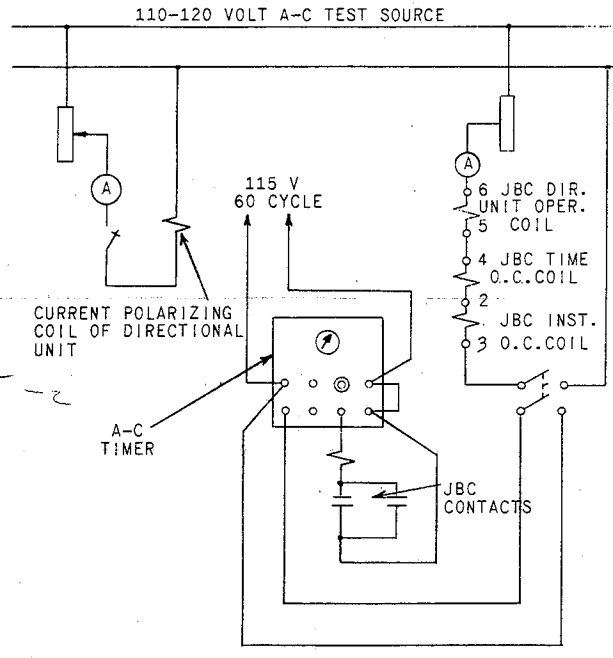 110-120 VOLT A-C TEST SOURCE
A
115 V
60 CYCLE
A
6 JBC DIR.
UNIT OPER.
5 COIL
4 JBC TIME
O.C.COIL
2
JBC INST.
3 O.C.COIL
CURRENT POLARIZING
COIL OF DIRECTIONAL
UNIT
A-C
TIMER
JBC
CONTACTS